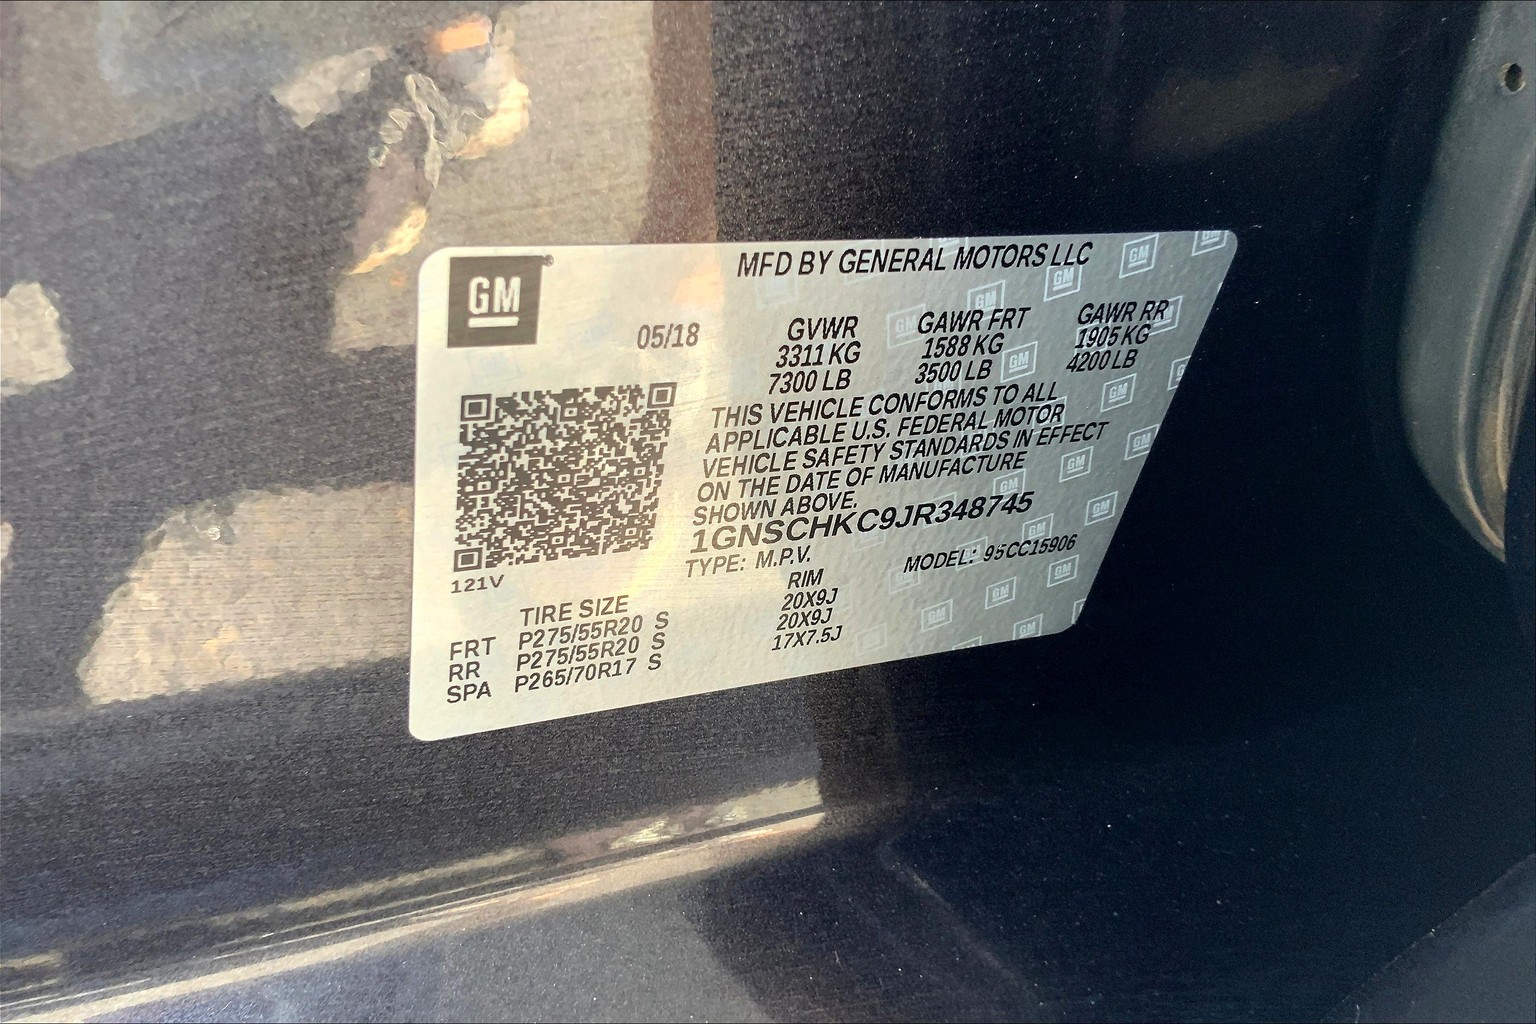 GM
MFD BY GENERAL MOTORS LLC
05/18
GVWR GAWR FRT GAWR RR
3311 KG 1588 KG 1905 KG
7300 LB 3500 LB 4200 LB
THIS VEHICLE CONFORMS TO ALL
APPLICABLE U.S. FEDERAL MOTOR
VEHICLE SAFETY STANDARDS IN EFFECT
ON THE DATE OF MANUFACTURE
SHOWN ABOVE.
1GNSCHKC9JR348745
TYPE: M.P.V. MODEL: 95CC15906
121V
TIRE SIZE RIM
FRT P275/55R20 S 20X9J
RR P275/55R20 S 20X9J
SPA P265/70R17 S 17X7.5J